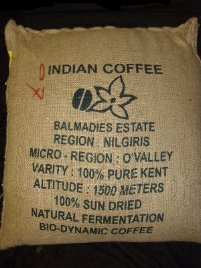 INDIAN COFFEE
BALMADIES ESTATE
REGION : NILGIRIS
MICRO - REGION : O'VALLEY
VARITY : 100% PURE KENT
ALTITUDE : 1500 METERS
100% SUN DRIED
NATURAL FERMENTATION
BIO-DYNAMIC COFFEE